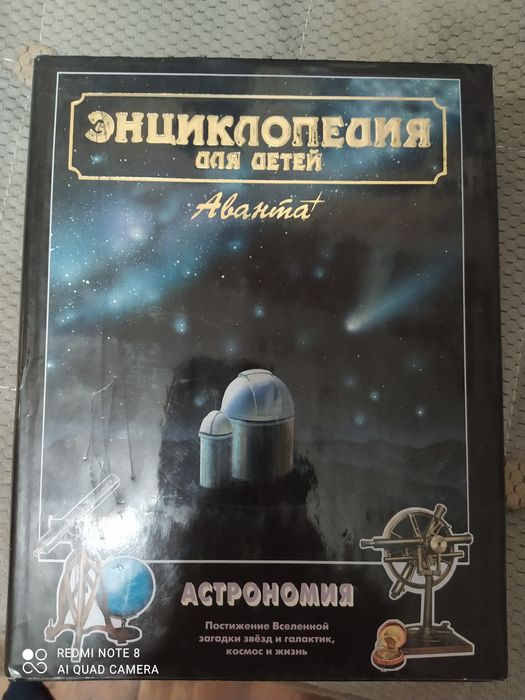 ЭНЦИКЛОПЕДИЯ
ДЛЯ ДЕТЕЙ
Аванта+
АСТРОНОМИЯ
Постижение Вселенной
загадки звёзд и галактик,
космос и жизнь
REDMI NOTE 8
AI QUAD CAMERA